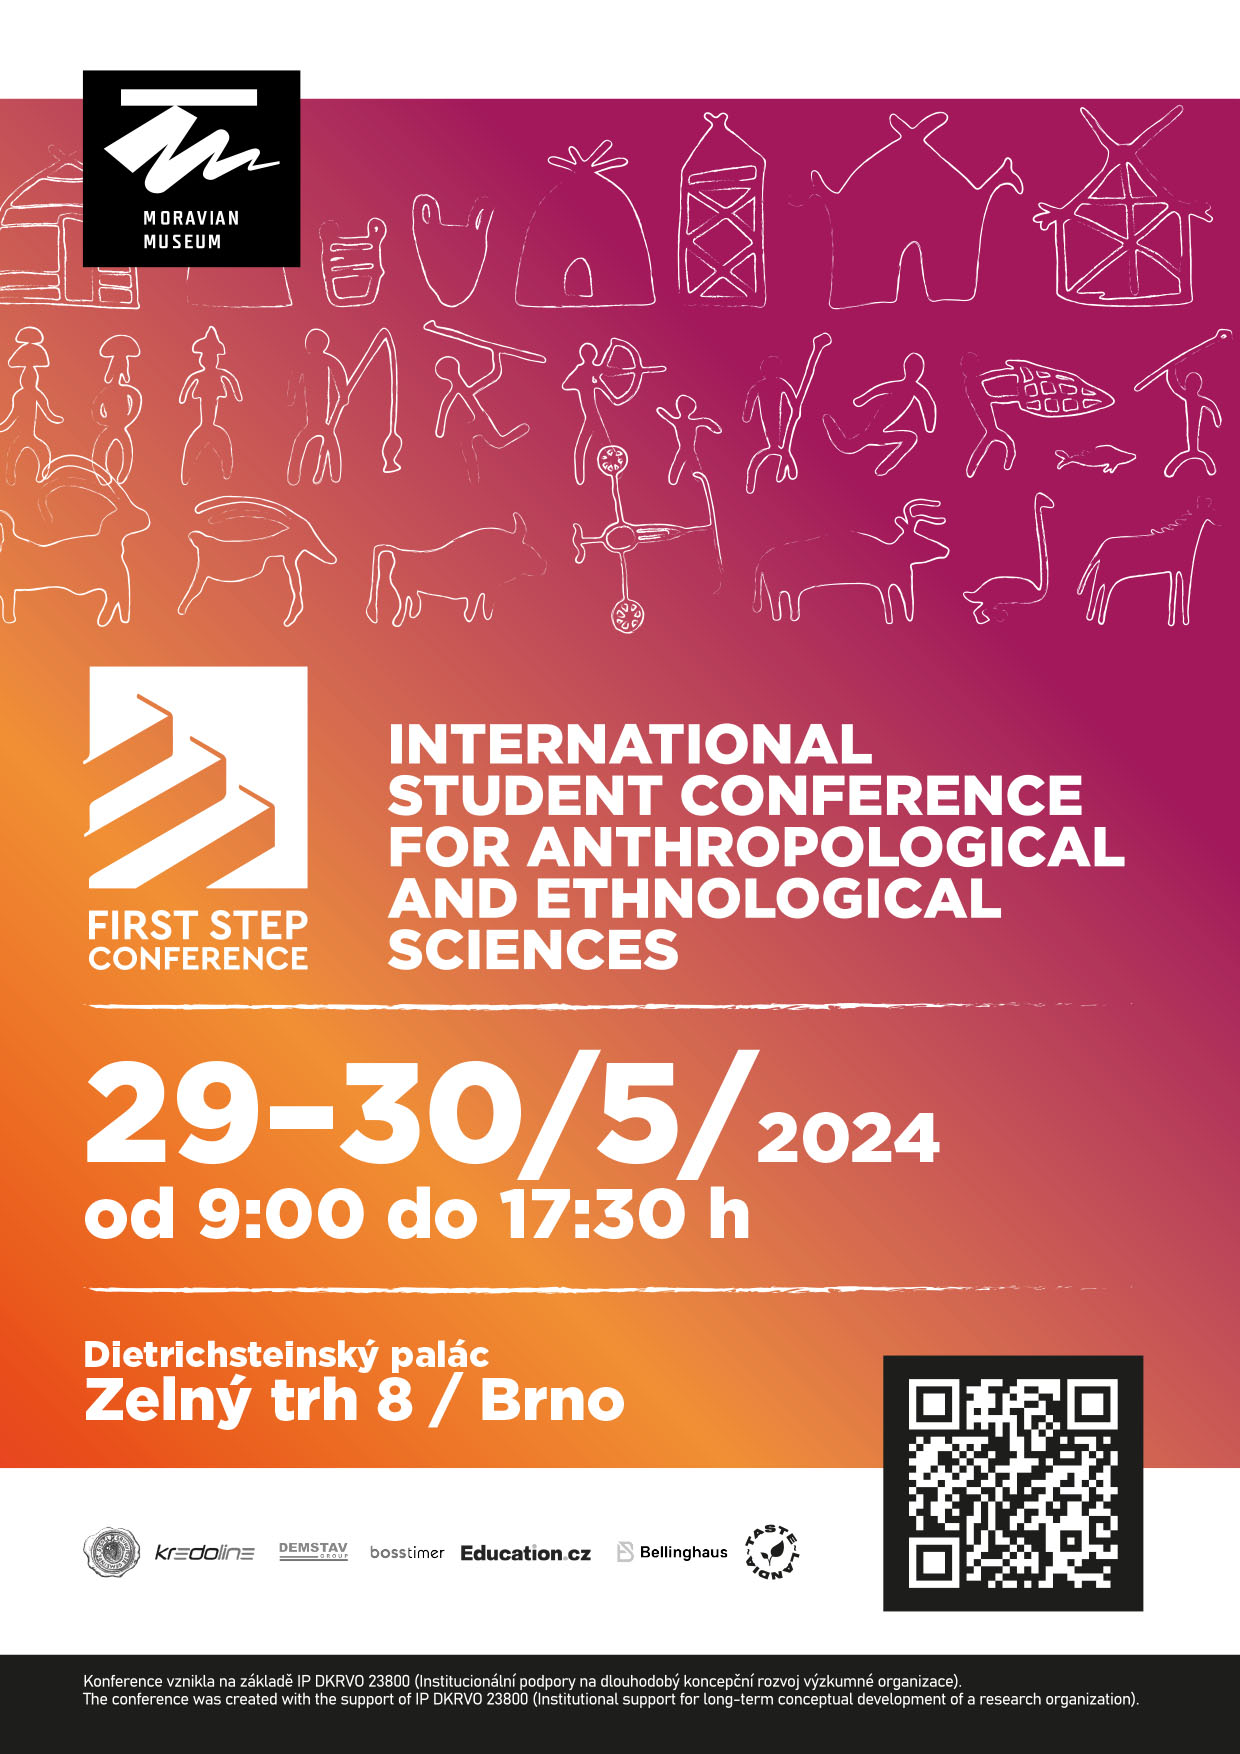 MORAVIAN
MUSEUM
FIRST STEP
CONFERENCE
INTERNATIONAL
STUDENT CONFERENCE
FOR ANTHROPOLOGICAL
AND ETHNOLOGICAL
SCIENCES
29–30/5/2024
od 9:00 do 17:30 h
Dietrichsteinský palác
Zelný trh 8 / Brno
kredoline
DEMSTAV
GROUP
bosstimer
Education.cz
Bellinghaus
TASTE-LANDIA-
Konference vznikla na základě IP DKRVO 23800 (Institucionální podpory na dlouhodobý koncepční rozvoj výzkumné organizace).
The conference was created with the support of IP DKRVO 23800 (Institutional support for long-term conceptual development of a research organization).